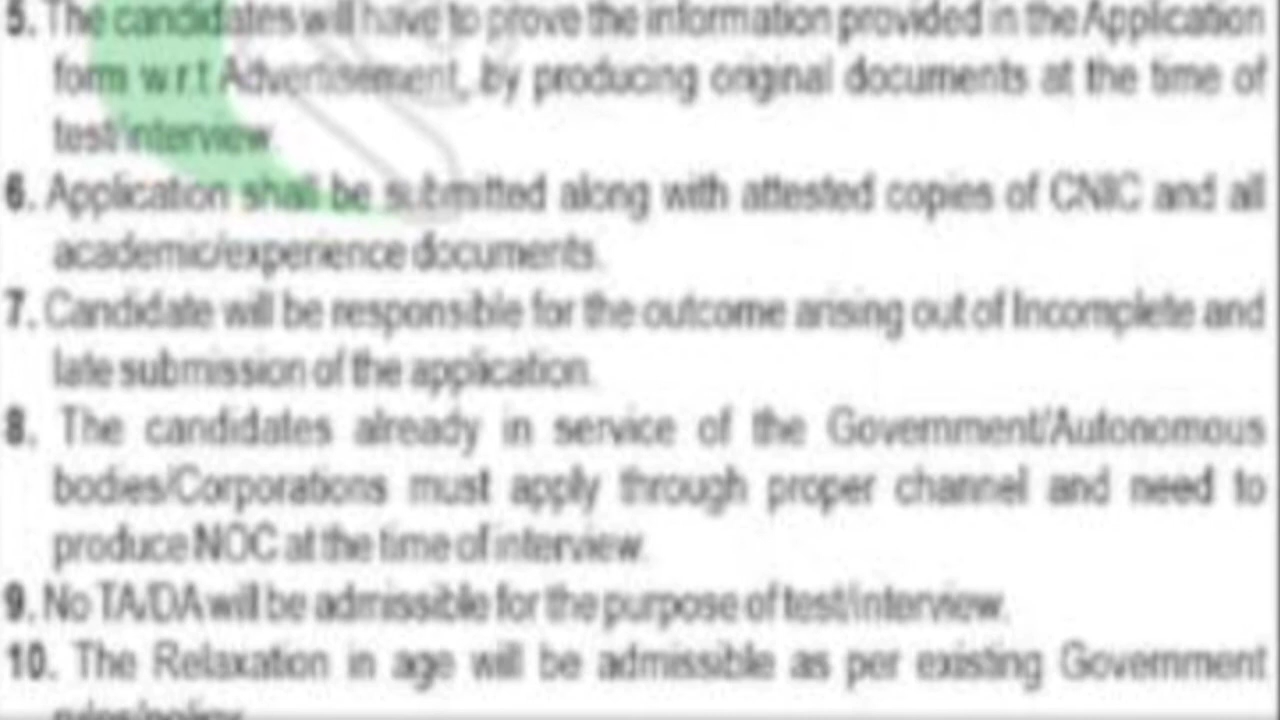 5. The candidates will have to prove the information provided in the Application
form w.r.t Advertisement, by producing original documents at the time of
test/interview
6. Application shall be submitted along with attested copies of CNIC and all
academic/experience documents.
7. Candidate will be responsible for the outcome arising out of Incomplete and
late submission of the application.
8. The candidates already in service of the Government/Autonomous
bodies/Corporations must apply through proper channel and need to
produce NOC at the time of interview.
9. No TA/DA will be admissible for the purpose of test/interview.
10. The Relaxation in age will be admissible as per existing Government
rules/policy